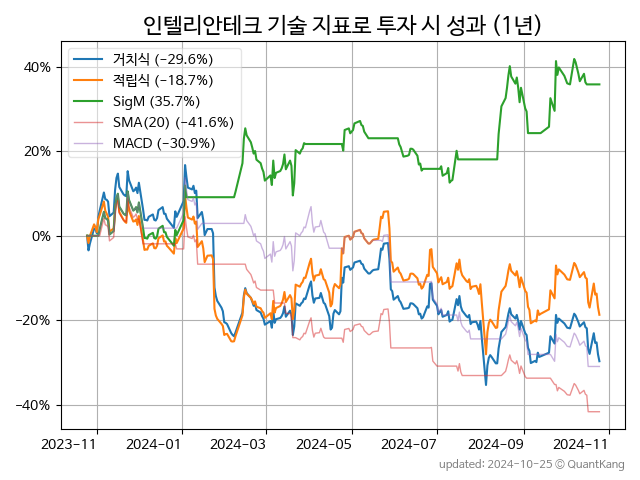 인텔리안테크 기술 지표로 투자 시 성과 (1년)
거치식 (−29.6%)
적립식 (−18.7%)
SigM (35.7%)
SMA(20) (−41.6%)
MACD (−30.9%)
40%
20%
0%
−20%
−40%
2023−11 2024−01 2024−03 2024−05 2024−07 2024−09 2024−11
updated: 2024-10-25 ⓒ QuantKang